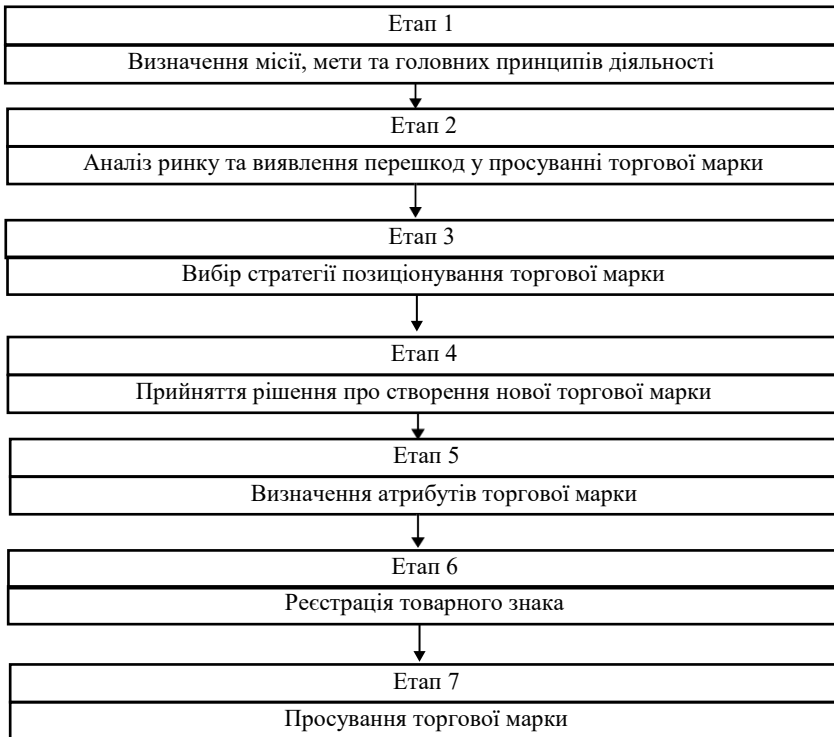 Етап 1
Визначення місії, мети та головних принципів діяльності
Етап 2
Аналіз ринку та виявлення перешкод у просуванні торгової марки
Етап 3
Вибір стратегії позиціонування торгової марки
Етап 4
Прийняття рішення про створення нової торгової марки
Етап 5
Визначення атрибутів торгової марки
Етап 6
Реєстрація товарного знака
Етап 7
Просування торгової марки